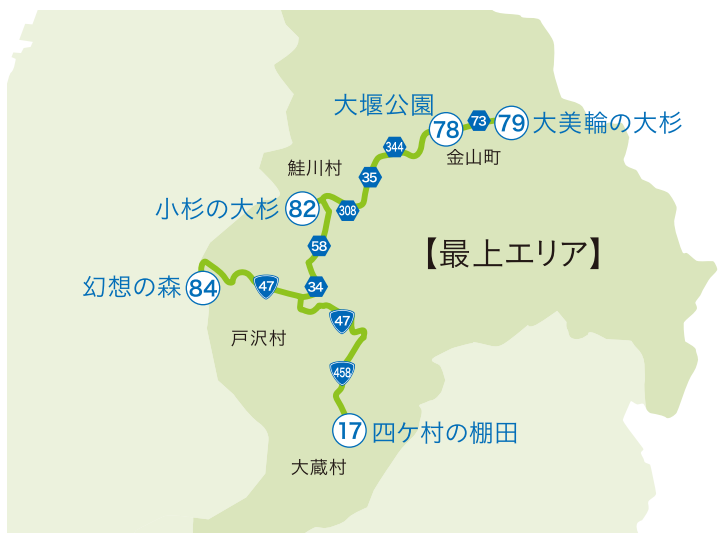 大堰公園
78
73
79
大美輪の大杉
344
金山町
鮭川村
35
小杉の大杉
82
308
58
【最上エリア】
幻想の森
84
47
34
47
戸沢村
458
17
四ケ村の棚田
大蔵村